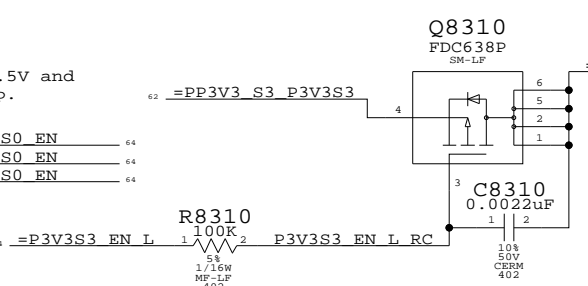 Q8310
FDC638P
SM-LF
.5V and
62 =PP3V3_S3_P3V3S3
4
6
5
2
1
S0_EN 64
S0_EN 64
S0_EN 64
3
C8310
0.0022uF
1 2
10%
50V
CERM
402
R8310
100K
=P3V3S3_EN_L 1 2 P3V3S3_EN_L_RC
5%
1/16W
MF-LF
402